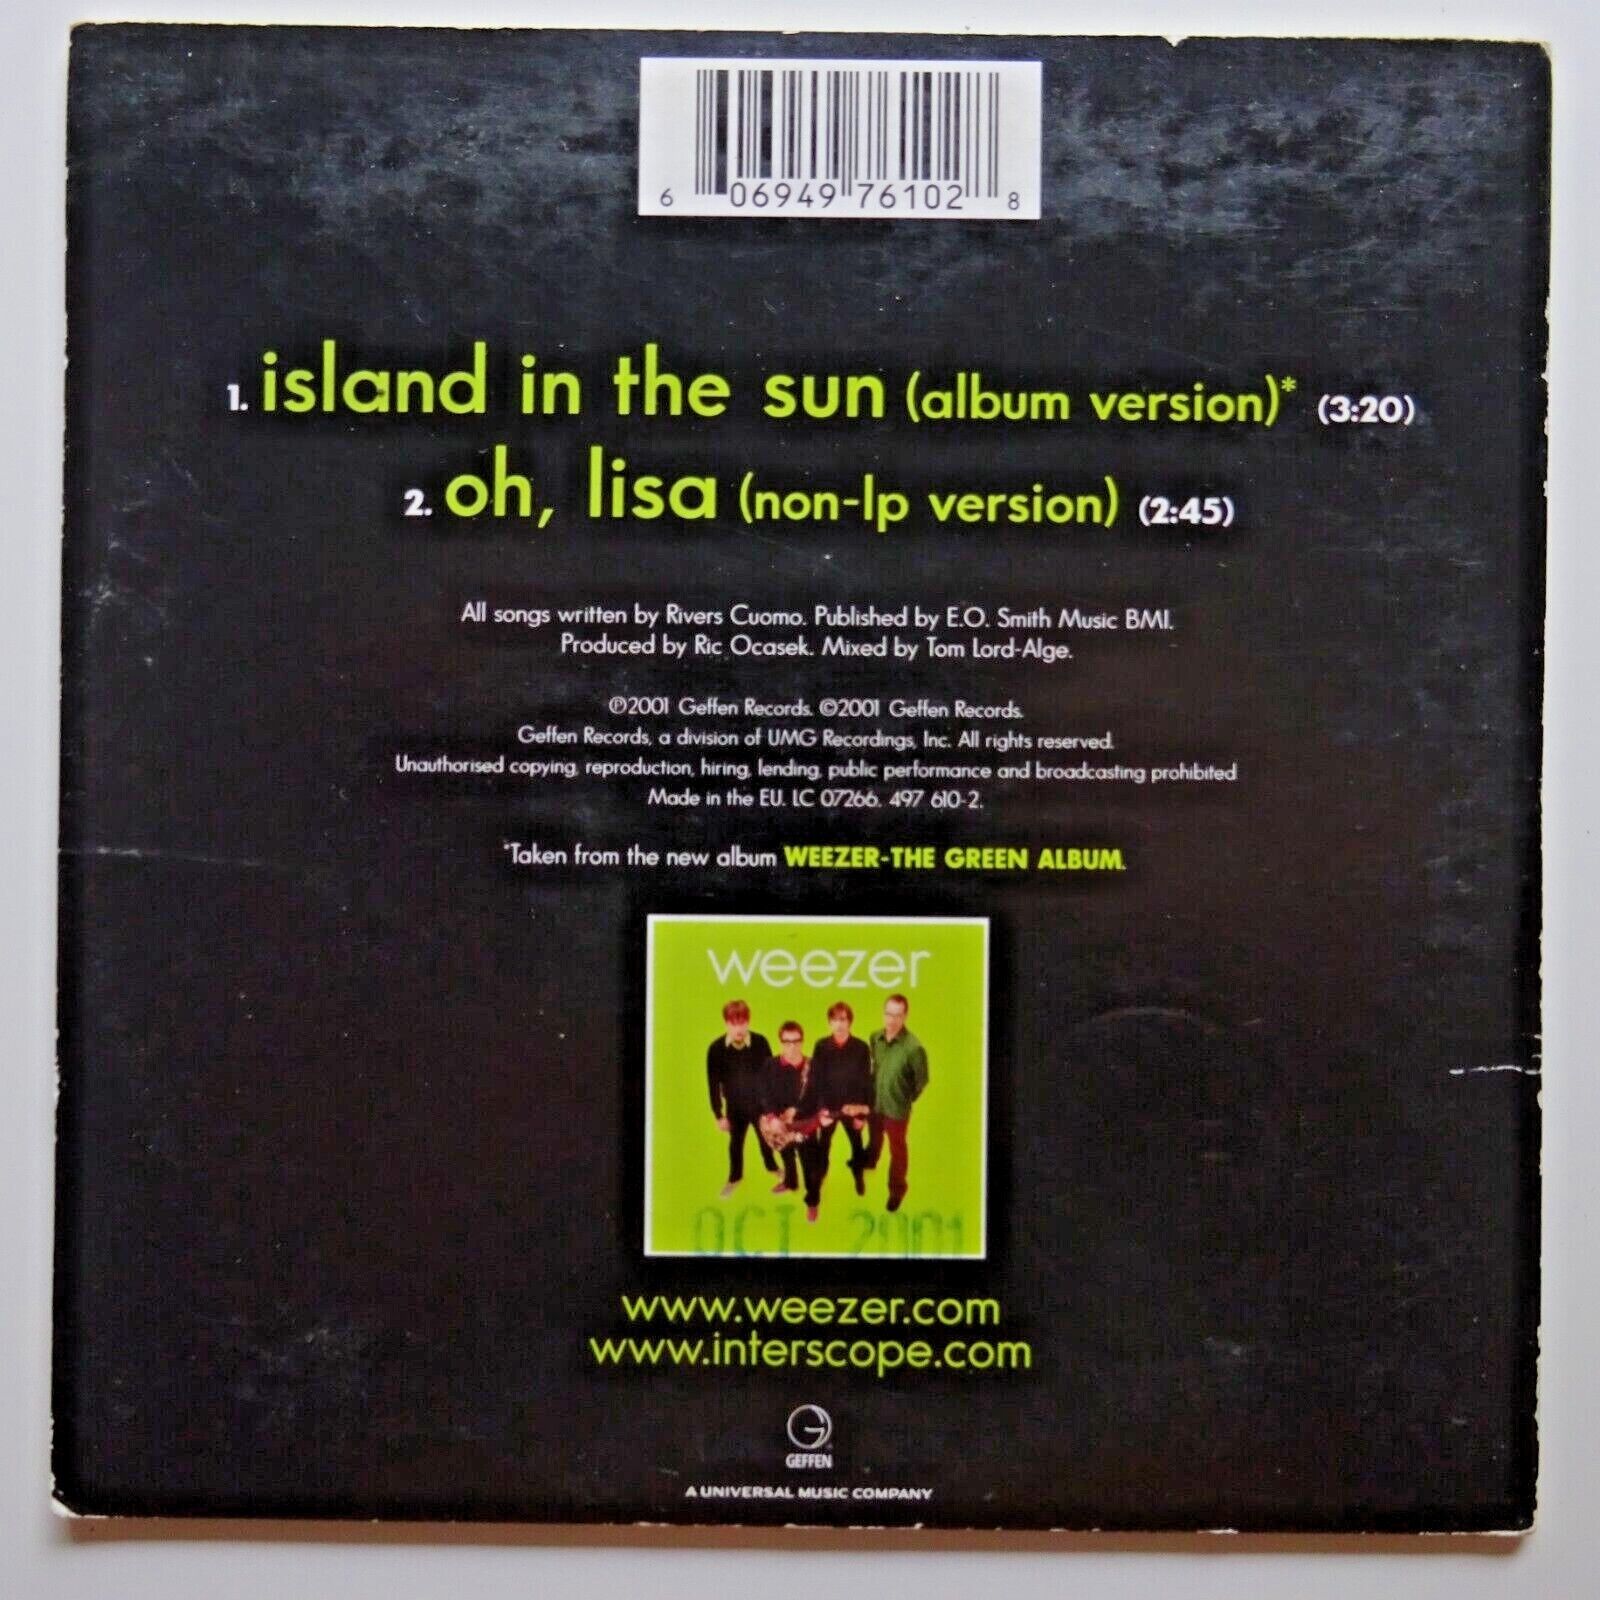 6 06949 76102 8
1. island in the sun (album version)* (3:20)
2. oh, lisa (non-lp version) (2:45)
All songs written by Rivers Cuomo. Published by E.O. Smith Music BMI.
Produced by Ric Ocasek. Mixed by Tom Lord-Alge.
℗2001 Geffen Records. ©2001 Geffen Records.
Geffen Records, a division of UMG Recordings, Inc. All rights reserved.
Unauthorised copying, reproduction, hiring, lending, public performance and broadcasting prohibited
Made in the EU. LC 07266. 497 610-2.
*Taken from the new album WEEZER-THE GREEN ALBUM.
weezer
OCT 2001
www.weezer.com
www.interscope.com
G
GEFFEN
A UNIVERSAL MUSIC COMPANY